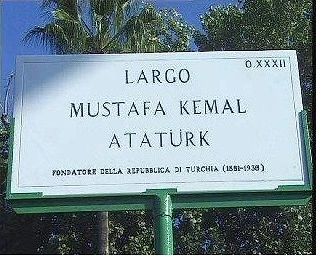 Q.XXXII
LARGO
MUSTAFA KEMAL
ATATÜRK
FONDATORE DELLA REPUBBLICA DI TURCHIA (1881-1938)